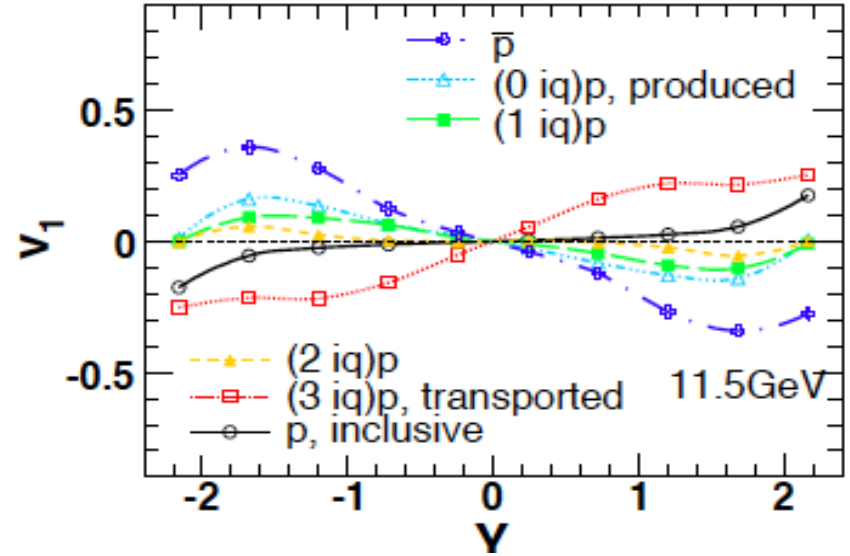 p̅
(0 iq)p, produced
(1 iq)p
0.5
0
-0.5
v₁
(2 iq)p
(3 iq)p, transported
p, inclusive
11.5GeV
-2 -1 0 1 2
Y